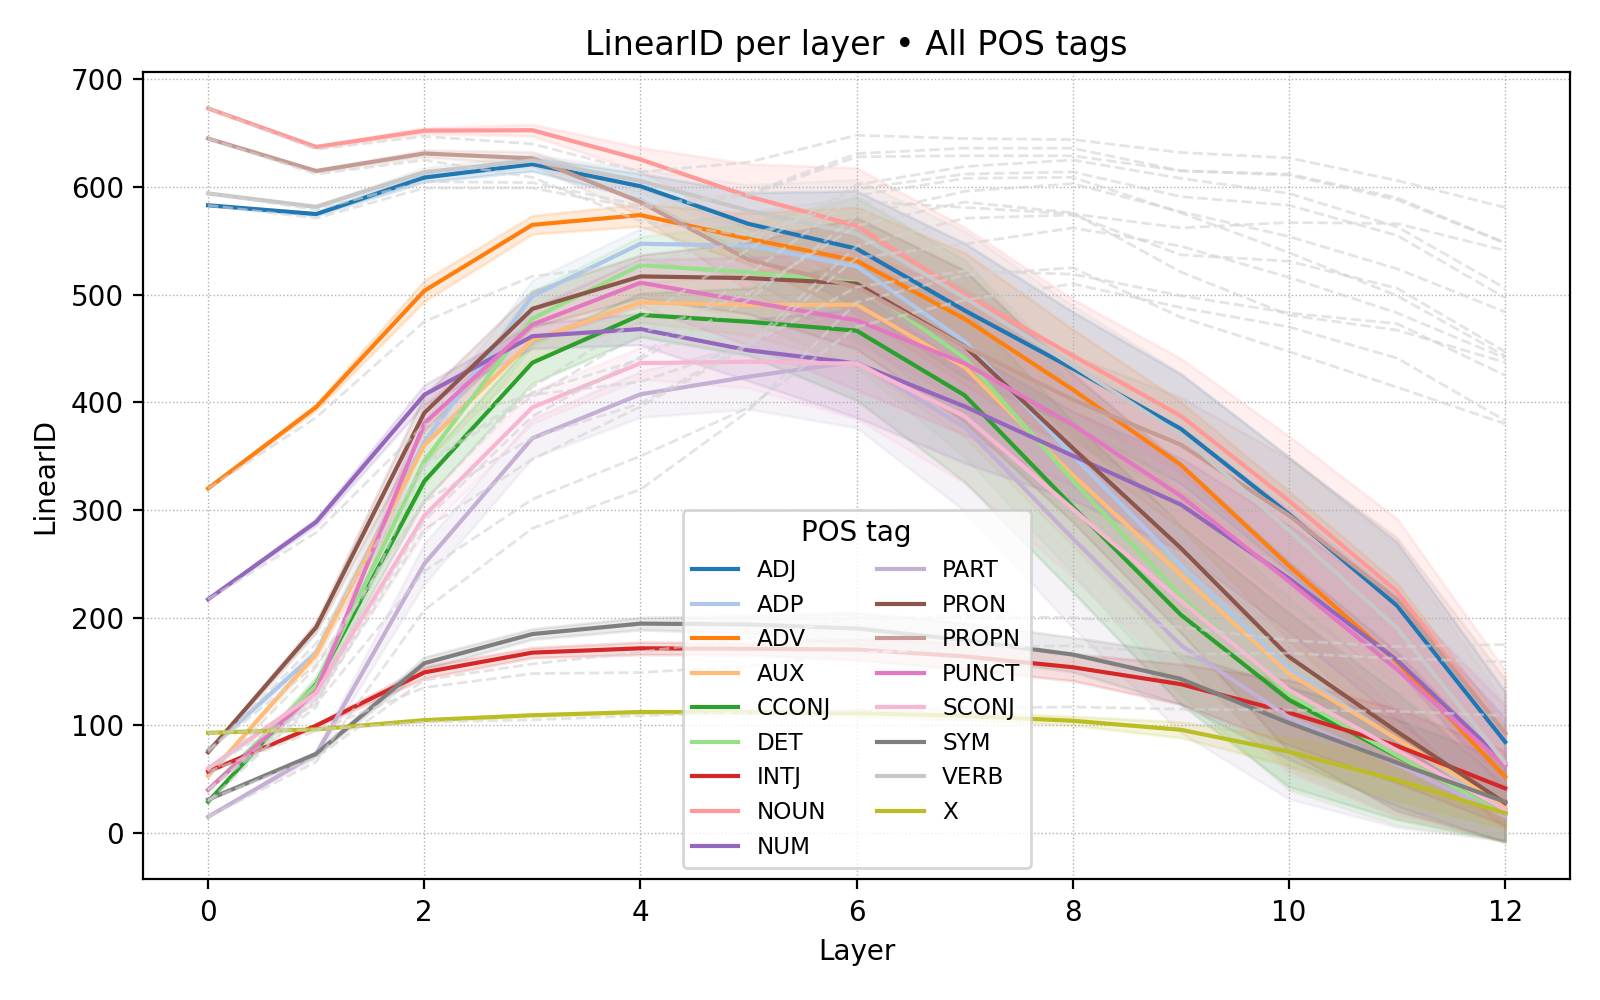 LinearID per layer • All POS tags
700
600
500
400
300
200
100
0
LinearID
0 2 4 6 8 10 12
Layer
POS tag
ADJ PART
ADP PRON
ADV PROPN
AUX PUNCT
CCONJ SCONJ
DET SYM
INTJ VERB
NOUN X
NUM